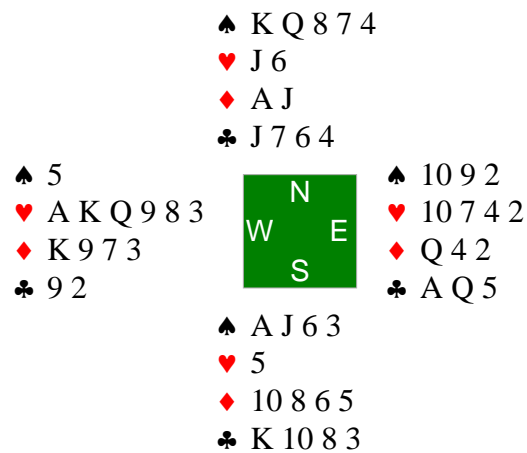 ♠ K Q 8 7 4
♥ J 6
♦ A J
♣ J 7 6 4
♠ 5
♥ A K Q 9 8 3
♦ K 9 7 3
♣ 9 2
N
W E
S
♠ 10 9 2
♥ 10 7 4 2
♦ Q 4 2
♣ A Q 5
♠ A J 6 3
♥ 5
♦ 10 8 6 5
♣ K 10 8 3